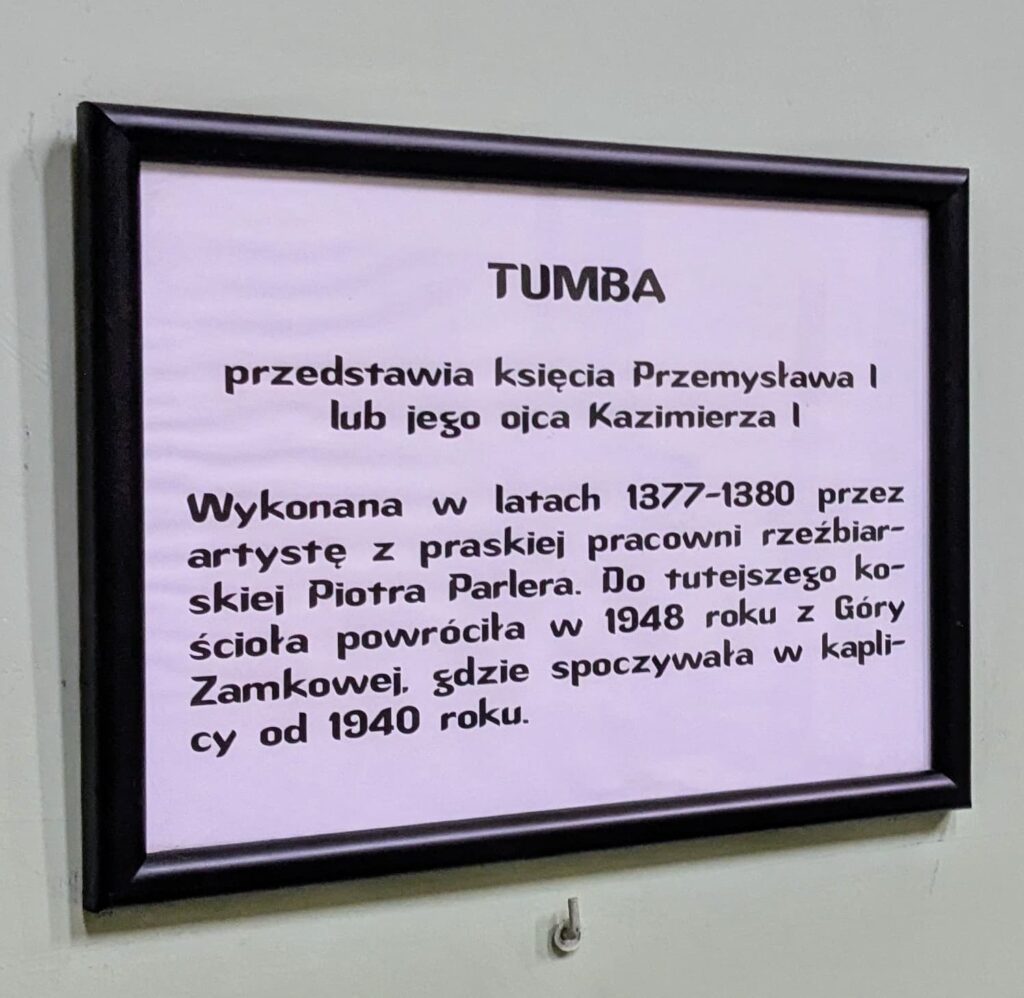 TUMBA
przedstawia księcia Przemysława I
lub jego ojca Kazimierza I
Wykonana w latach 1377-1380 przez
artystę z praskiej pracowni rzeźbiar-
skiej Piotra Parlera. Do tutejszego ko-
ścioła powróciła w 1948 roku z Góry
Zamkowej, gdzie spoczywała w kapli-
cy od 1940 roku.